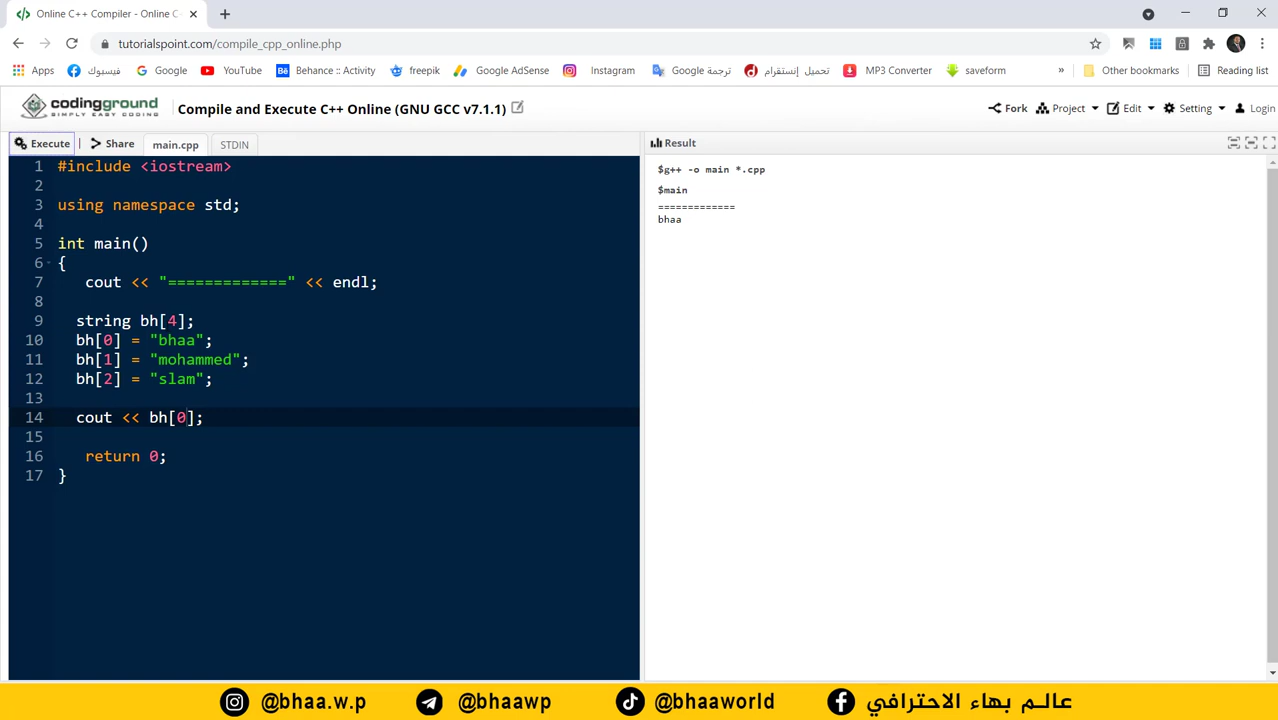 Online C++ Compiler - Online C
tutorialspoint.com/compile_cpp_online.php
Apps فيسبوك Google YouTube Behance :: Activity freepik Google AdSense Instagram ترجمة Google تحميل إنستقرام MP3 Converter saveform » Other bookmarks Reading list
codingground
SIMPLY EASY CODING
Compile and Execute C++ Online (GNU GCC v7.1.1)
Fork Project Edit Setting Login
Execute | Share main.cpp STDIN
Result
1 #include <iostream>
2
3 using namespace std;
4
5 int main()
6 {
7 cout << "=============" << endl;
8
9 string bh[4];
10 bh[0] = "bhaa";
11 bh[1] = "mohammed";
12 bh[2] = "slam";
13
14 cout << bh[0];
15
16 return 0;
17 }
$g++ -o main *.cpp
$main
=============
bhaa
@bhaa.w.p @bhaawp @bhaaworld عالـم بهاء الاحترافي